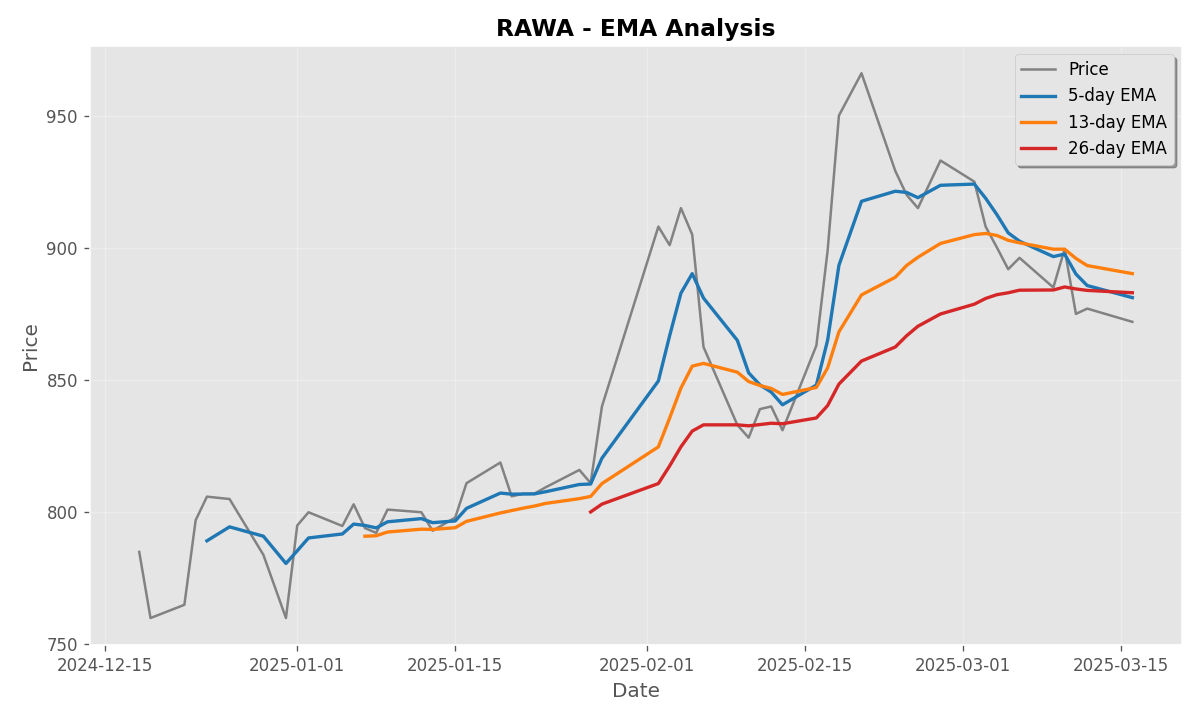 RAWA - EMA Analysis
Price
5-day EMA
13-day EMA
26-day EMA
950
900
850
800
750
Price
2024-12-15
2025-01-01
2025-01-15
2025-02-01
2025-02-15
2025-03-01
2025-03-15
Date